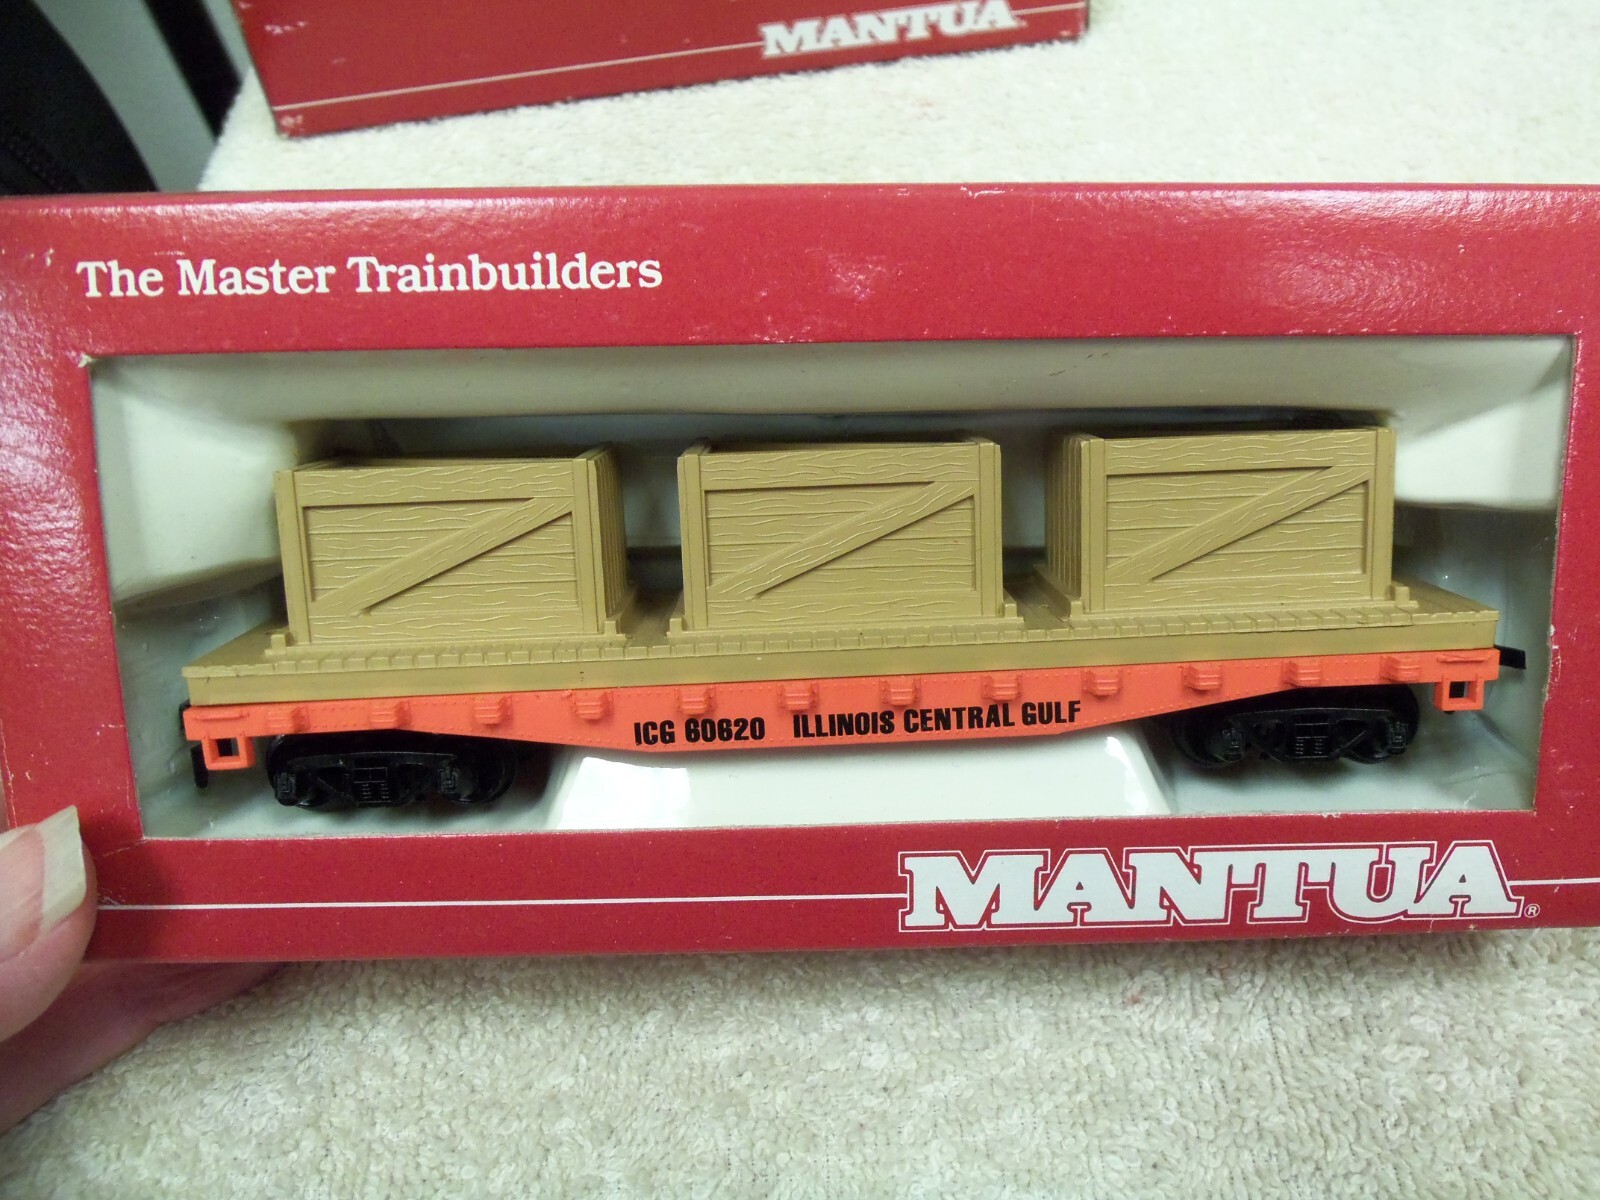 MANTUA
The Master Trainbuilders
ICG 60620 ILLINOIS CENTRAL GULF
MANTUA®